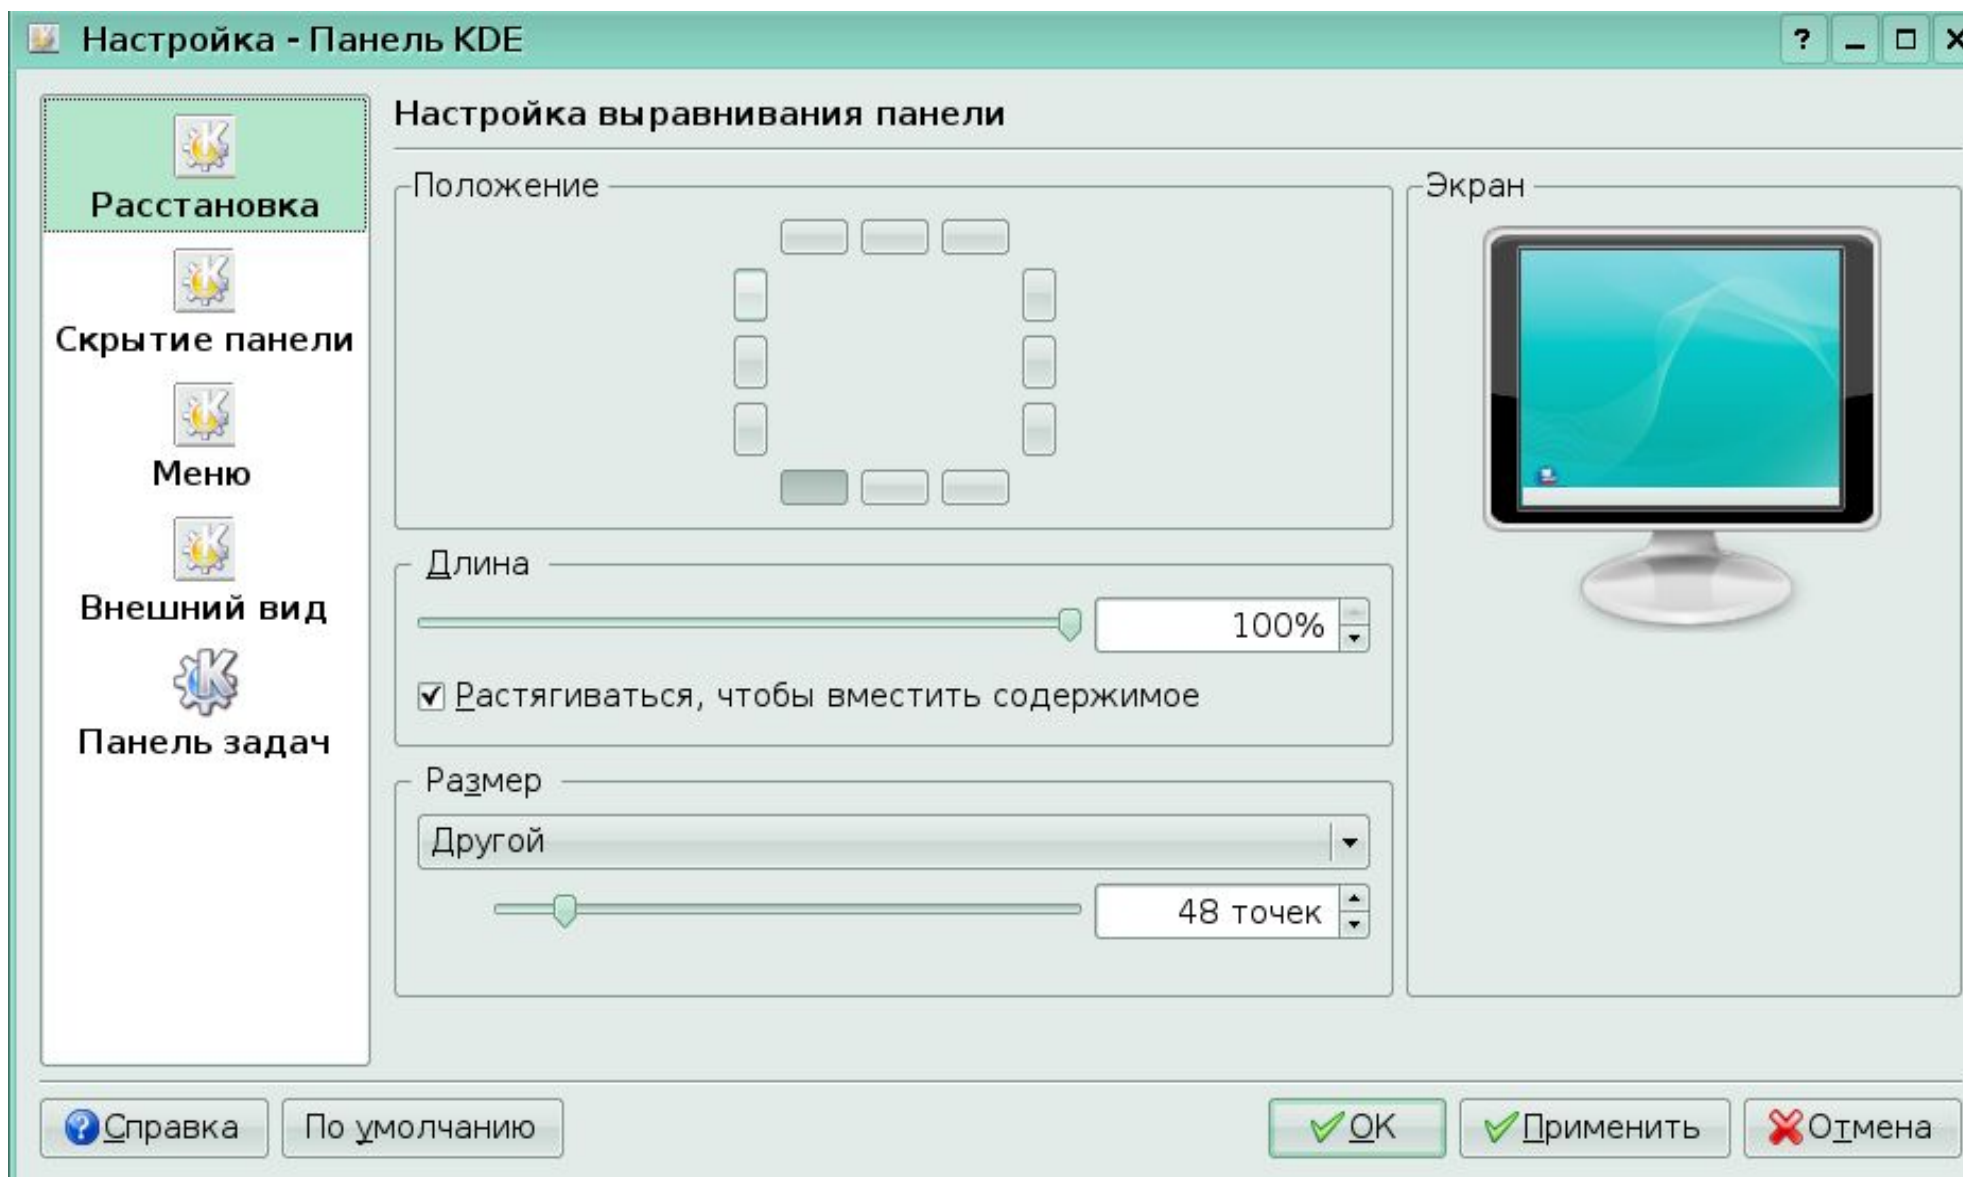 Настройка - Панель KDE
Расстановка
Скрытие панели
Меню
Внешний вид
Панель задач
Настройка выравнивания панели
Положение
Экран
Длина
100%
Растягиваться, чтобы вместить содержимое
Размер
Другой
48 точек
Справка
По умолчанию
OK
Применить
Отмена